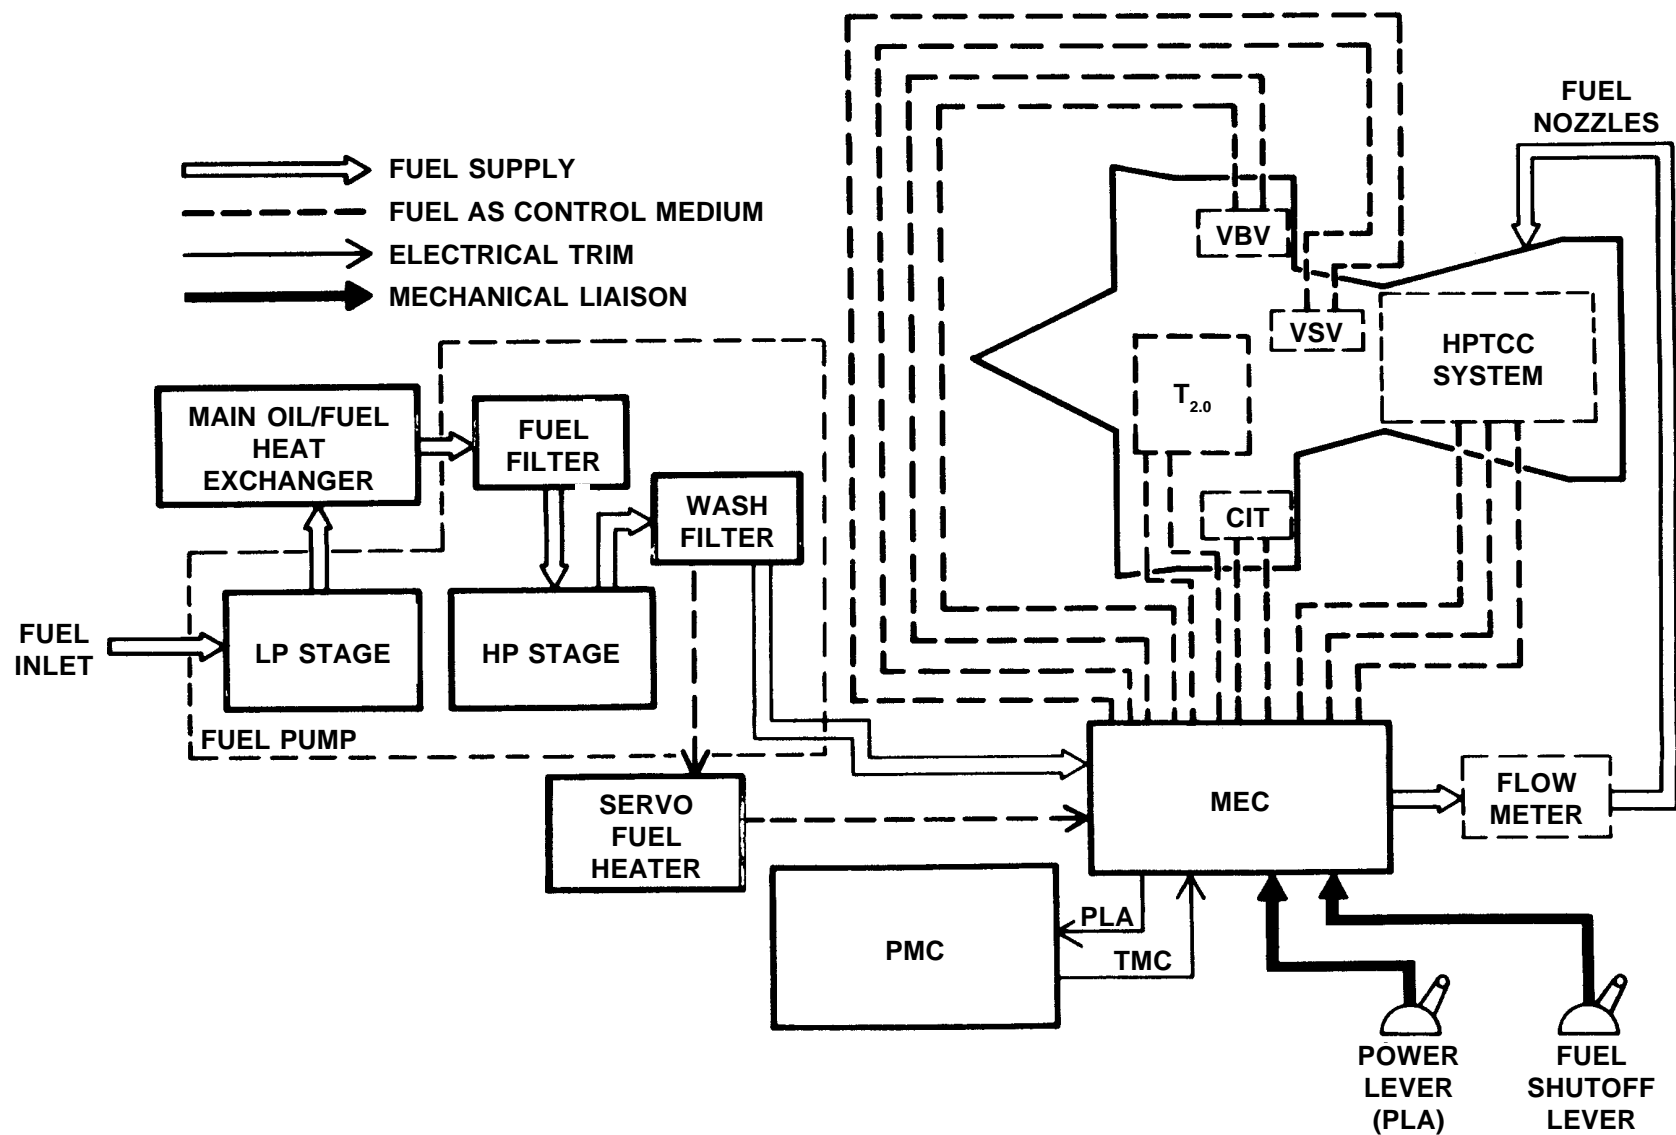 FUEL
NOZZLES
FUEL SUPPLY
FUEL AS CONTROL MEDIUM
ELECTRICAL TRIM
MECHANICAL LIAISON
VBV
VSV
HPTCC
SYSTEM
T2.0
CIT
MAIN OIL/FUEL
HEAT
EXCHANGER
FUEL
FILTER
WASH
FILTER
FUEL
INLET
LP STAGE
HP STAGE
FUEL PUMP
SERVO
FUEL
HEATER
MEC
FLOW
METER
PMC
PLA
TMC
POWER
LEVER
(PLA)
FUEL
SHUTOFF
LEVER